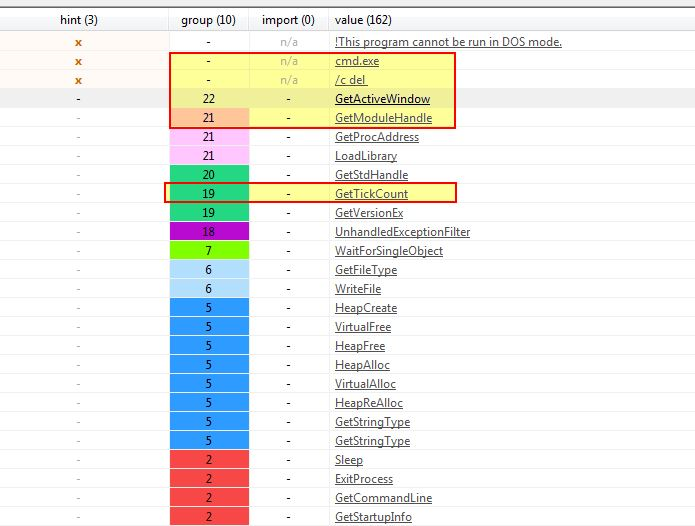 hint (3) group (10) import (0) value (162)
x - n/a !This program cannot be run in DOS mode.
x - n/a cmd.exe
x - n/a /c del
- 22 - GetActiveWindow
- 21 - GetModuleHandle
- 21 - GetProcAddress
- 21 - LoadLibrary
- 20 - GetStdHandle
- 19 - GetTickCount
- 19 - GetVersionEx
- 18 - UnhandledExceptionFilter
- 7 - WaitForSingleObject
- 6 - GetFileType
- 6 - WriteFile
- 5 - HeapCreate
- 5 - VirtualFree
- 5 - HeapFree
- 5 - HeapAlloc
- 5 - VirtualAlloc
- 5 - HeapReAlloc
- 5 - GetStringType
- 5 - GetStringType
- 2 - Sleep
- 2 - ExitProcess
- 2 - GetCommandLine
- 2 - GetStartupInfo